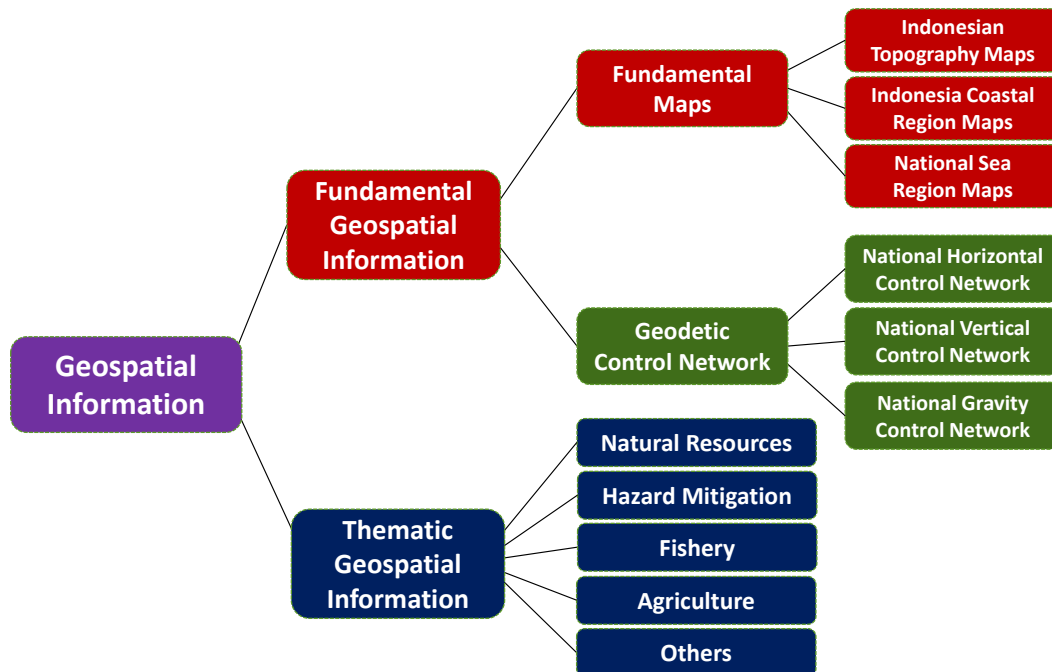 Geospatial
Information
Fundamental
Geospatial
Information
Fundamental
Maps
Indonesian
Topography Maps
Indonesia Coastal
Region Maps
National Sea
Region Maps
Geodetic
Control Network
National Horizontal
Control Network
National Vertical
Control Network
National Gravity
Control Network
Thematic
Geospatial
Information
Natural Resources
Hazard Mitigation
Fishery
Agriculture
Others